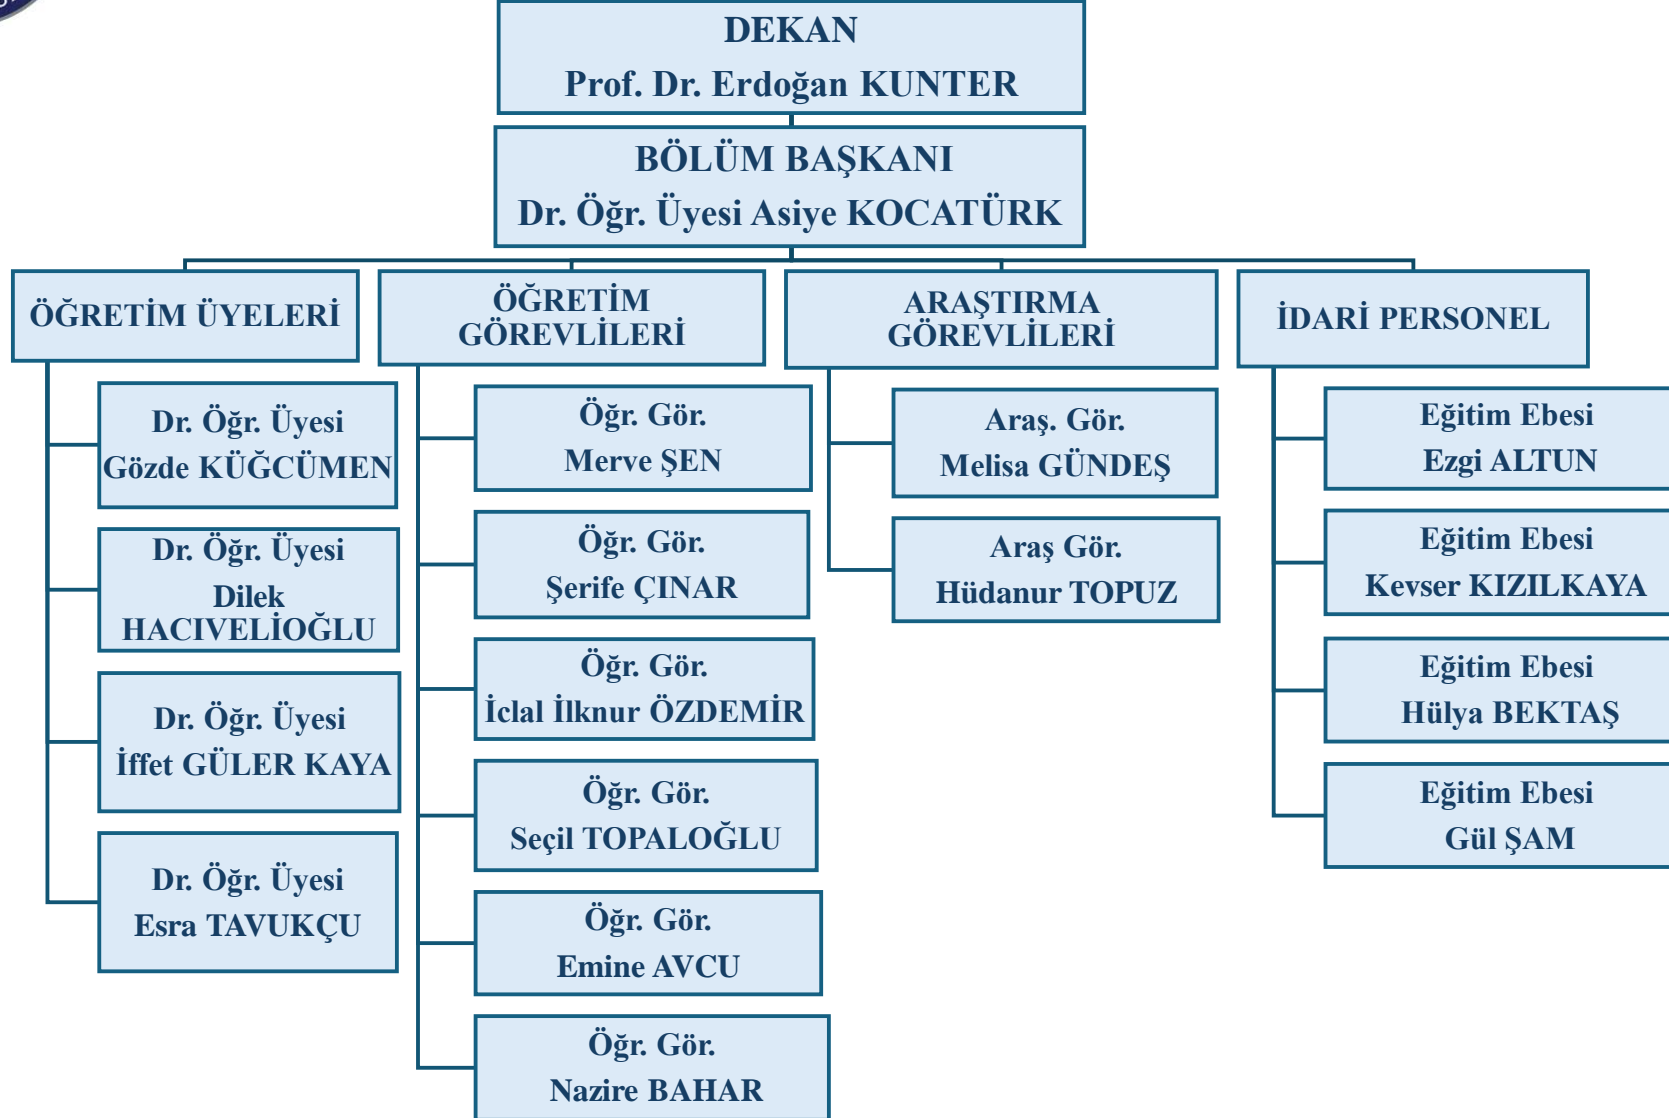 DEKAN
Prof. Dr. Erdoğan KUNTER
BÖLÜM BAŞKANI
Dr. Öğr. Üyesi Asiye KOCATÜRK
ÖĞRETİM ÜYELERİ
Dr. Öğr. Üyesi
Gözde KÜĞCÜMEN
Dr. Öğr. Üyesi
Dilek
HACIVELİOĞLU
Dr. Öğr. Üyesi
İffet GÜLER KAYA
Dr. Öğr. Üyesi
Esra TAVUKÇU
ÖĞRETİM
GÖREVLİLERİ
Öğr. Gör.
Merve ŞEN
Öğr. Gör.
Şerife ÇINAR
Öğr. Gör.
İclal İlknur ÖZDEMİR
Öğr. Gör.
Seçil TOPALOĞLU
Öğr. Gör.
Emine AVCU
Öğr. Gör.
Nazire BAHAR
ARAŞTIRMA
GÖREVLİLERİ
Araş. Gör.
Melisa GÜNDEŞ
Araş Gör.
Hüdanur TOPUZ
İDARİ PERSONEL
Eğitim Ebesi
Ezgi ALTUN
Eğitim Ebesi
Kevser KIZILKAYA
Eğitim Ebesi
Hülya BEKTAŞ
Eğitim Ebesi
Gül ŞAM